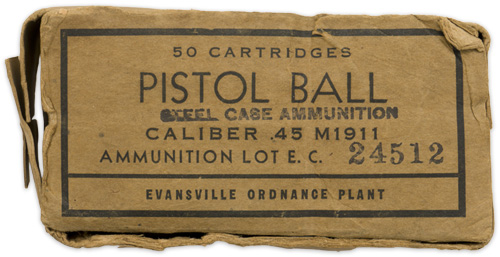 50 CARTRIDGES
PISTOL BALL
STEEL CASE AMMUNITION
CALIBER .45 M1911
AMMUNITION LOT E. C. 24512
EVANSVILLE ORDNANCE PLANT